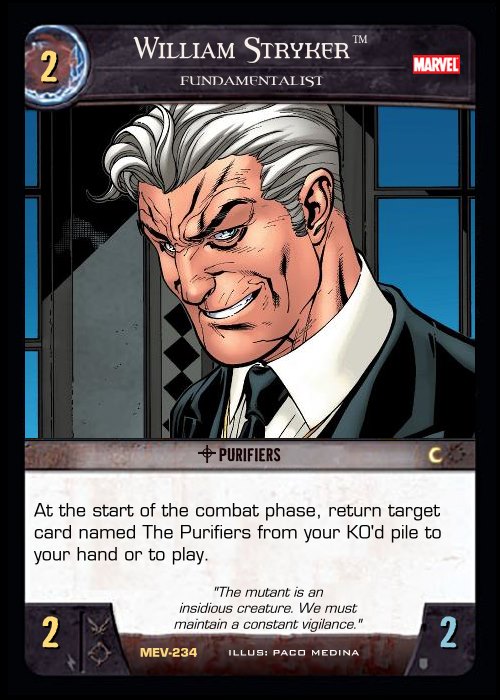 2
WILLIAM STRYKER™
FUNDAMENTALIST
MARVEL
PURIFIERS
C
At the start of the combat phase, return target
card named The Purifiers from your KO'd pile to
your hand or to play.
"The mutant is an
insidious creature. We must
maintain a constant vigilance."
2
MEV-234 ILLUS: PACO MEDINA
2